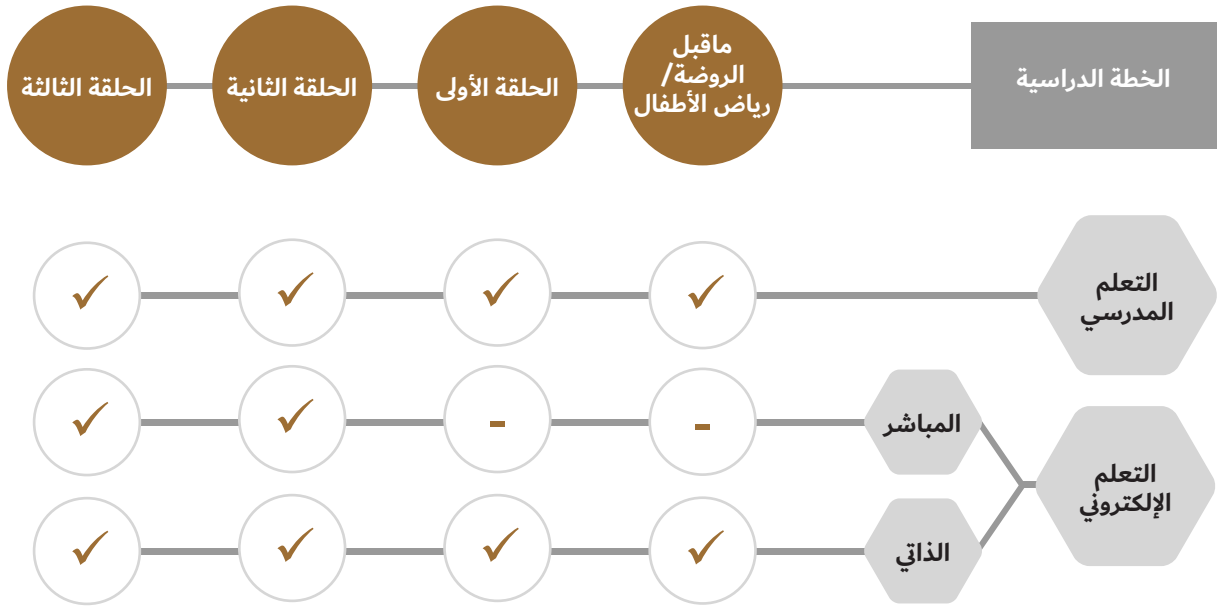 الخطة الدراسية
ماقبل
الروضة/
رياض الأطفال
الحلقة الأولى
الحلقة الثانية
الحلقة الثالثة
التعلم
المدرسي
✓ ✓ ✓ ✓
التعلم
الإلكتروني
المباشر
- - ✓ ✓
الذاتي
✓ ✓ ✓ ✓